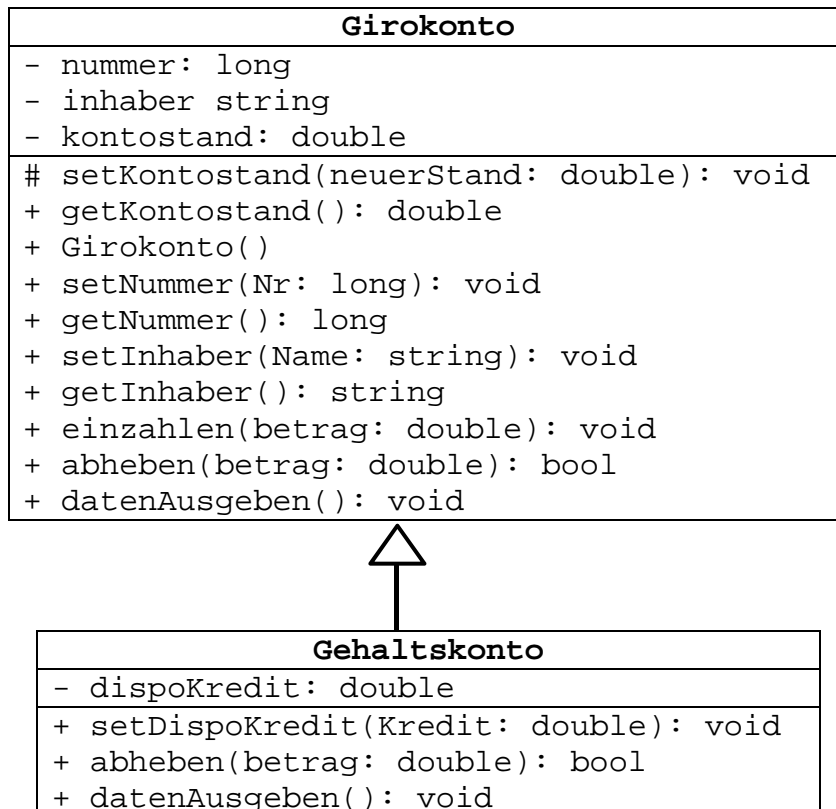 Girokonto
- nummer: long
- inhaber string
- kontostand: double
# setKontostand(neuerStand: double): void
+ getKontostand(): double
+ Girokonto()
+ setNummer(Nr: long): void
+ getNummer(): long
+ setInhaber(Name: string): void
+ getInhaber(): string
+ einzahlen(betrag: double): void
+ abheben(betrag: double): bool
+ datenAusgeben(): void
Gehaltskonto
- dispoKredit: double
+ setDispoKredit(Kredit: double): void
+ abheben(betrag: double): bool
+ datenAusgeben(): void